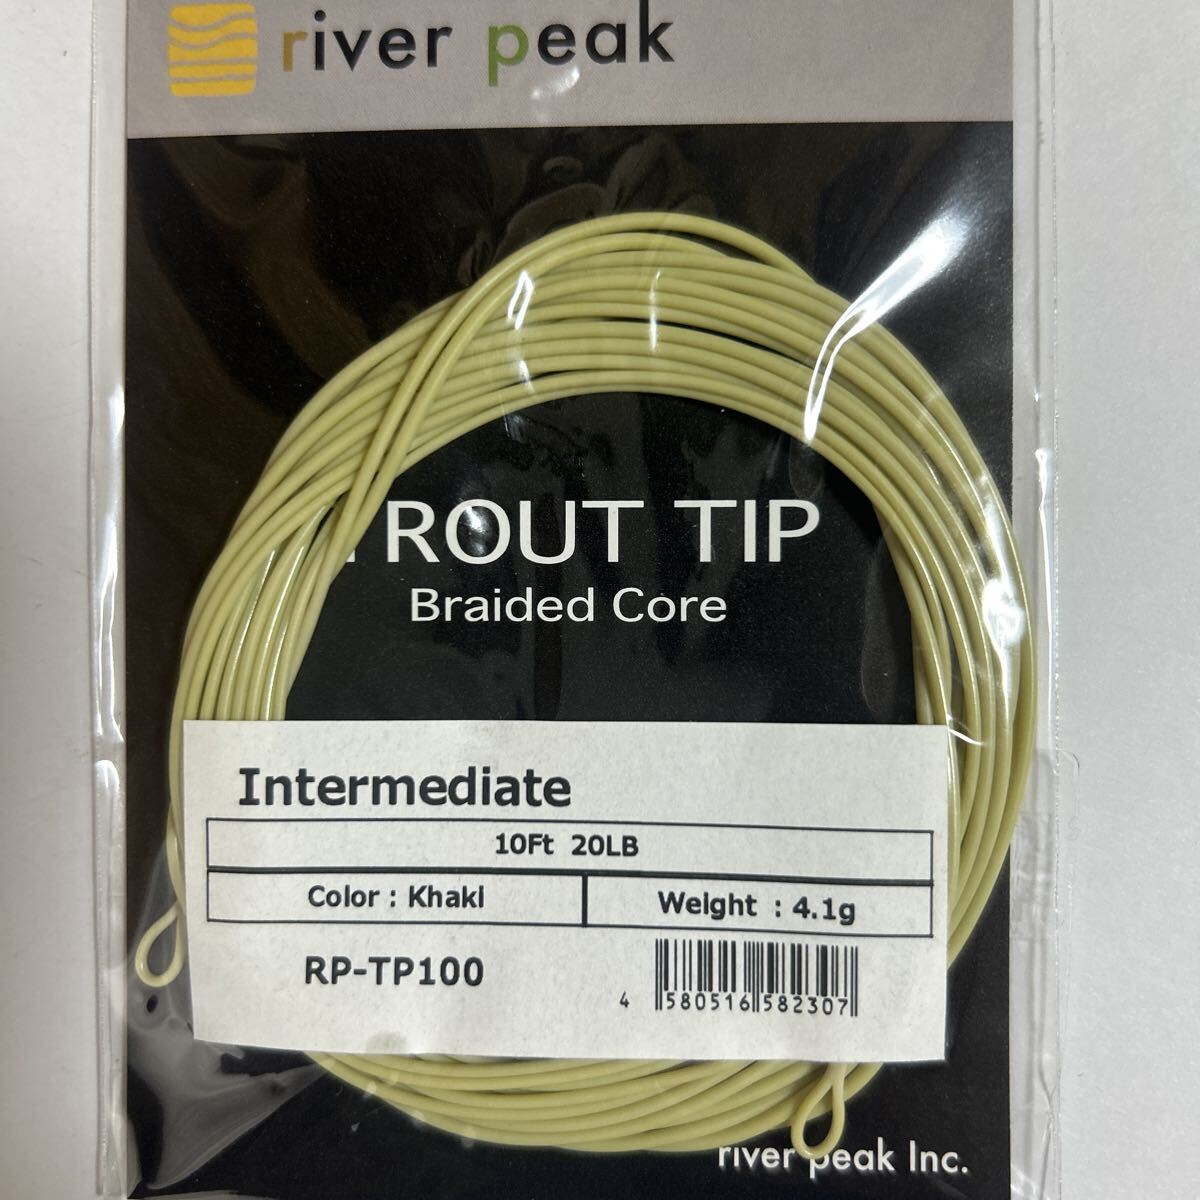 river peak
TROUT TIP
Braided Core
Intermediate
10Ft 20LB
Color : Khaki
Weight : 4.1g
RP-TP100
4 580516 582307
river peak Inc.